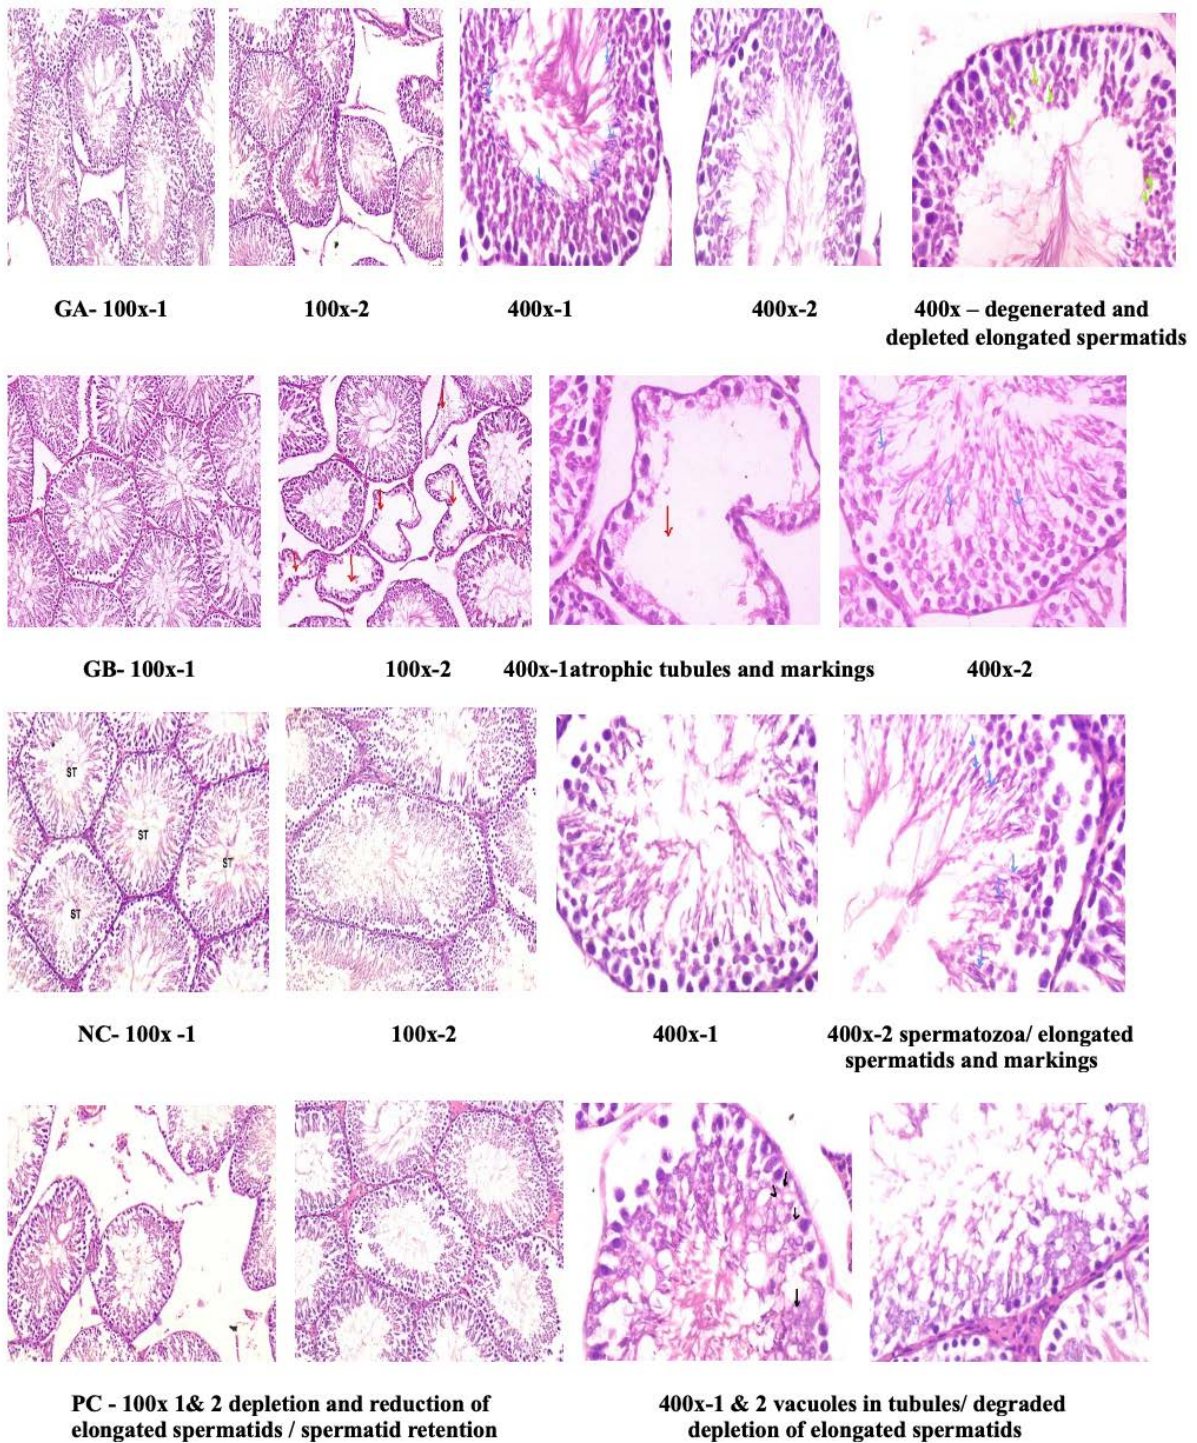 GA- 100x-1 100x-2 400x-1 400x-2 400x – degenerated and
depleted elongated spermatids
GB- 100x-1 100x-2 400x-1atrophic tubules and markings 400x-2
ST
ST
ST
ST
NC- 100x -1 100x-2 400x-1 400x-2 spermatozoa/ elongated
spermatids and markings
PC - 100x 1& 2 depletion and reduction of
elongated spermatids / spermatid retention
400x-1 & 2 vacuoles in tubules/ degraded
depletion of elongated spermatids